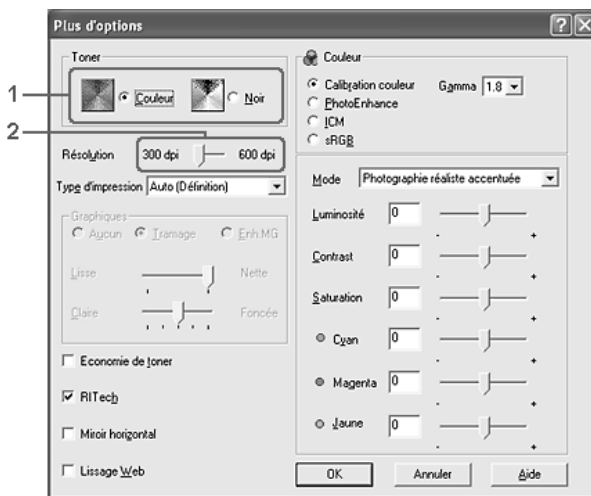 Plus d'options
Toner
1
Couleur
Noir
2
Résolution
300 dpi
600 dpi
Type d'impression
Auto (Définition)
Graphiques
Aucun
Tramage
Enh.MG
Lisse
Nette
Claire
Foncée
Economie de toner
RITech
Miroir horizontal
Lissage Web
Couleur
Calibration couleur
Gamma
1.8
PhotoEnhance
ICM
sRGB
Mode
Photographie réaliste accentuée
Luminosité
0
- +
Contrast
0
- +
Saturation
0
- +
Cyan
0
- +
Magenta
0
- +
Jaune
0
- +
OK
Annuler
Aide